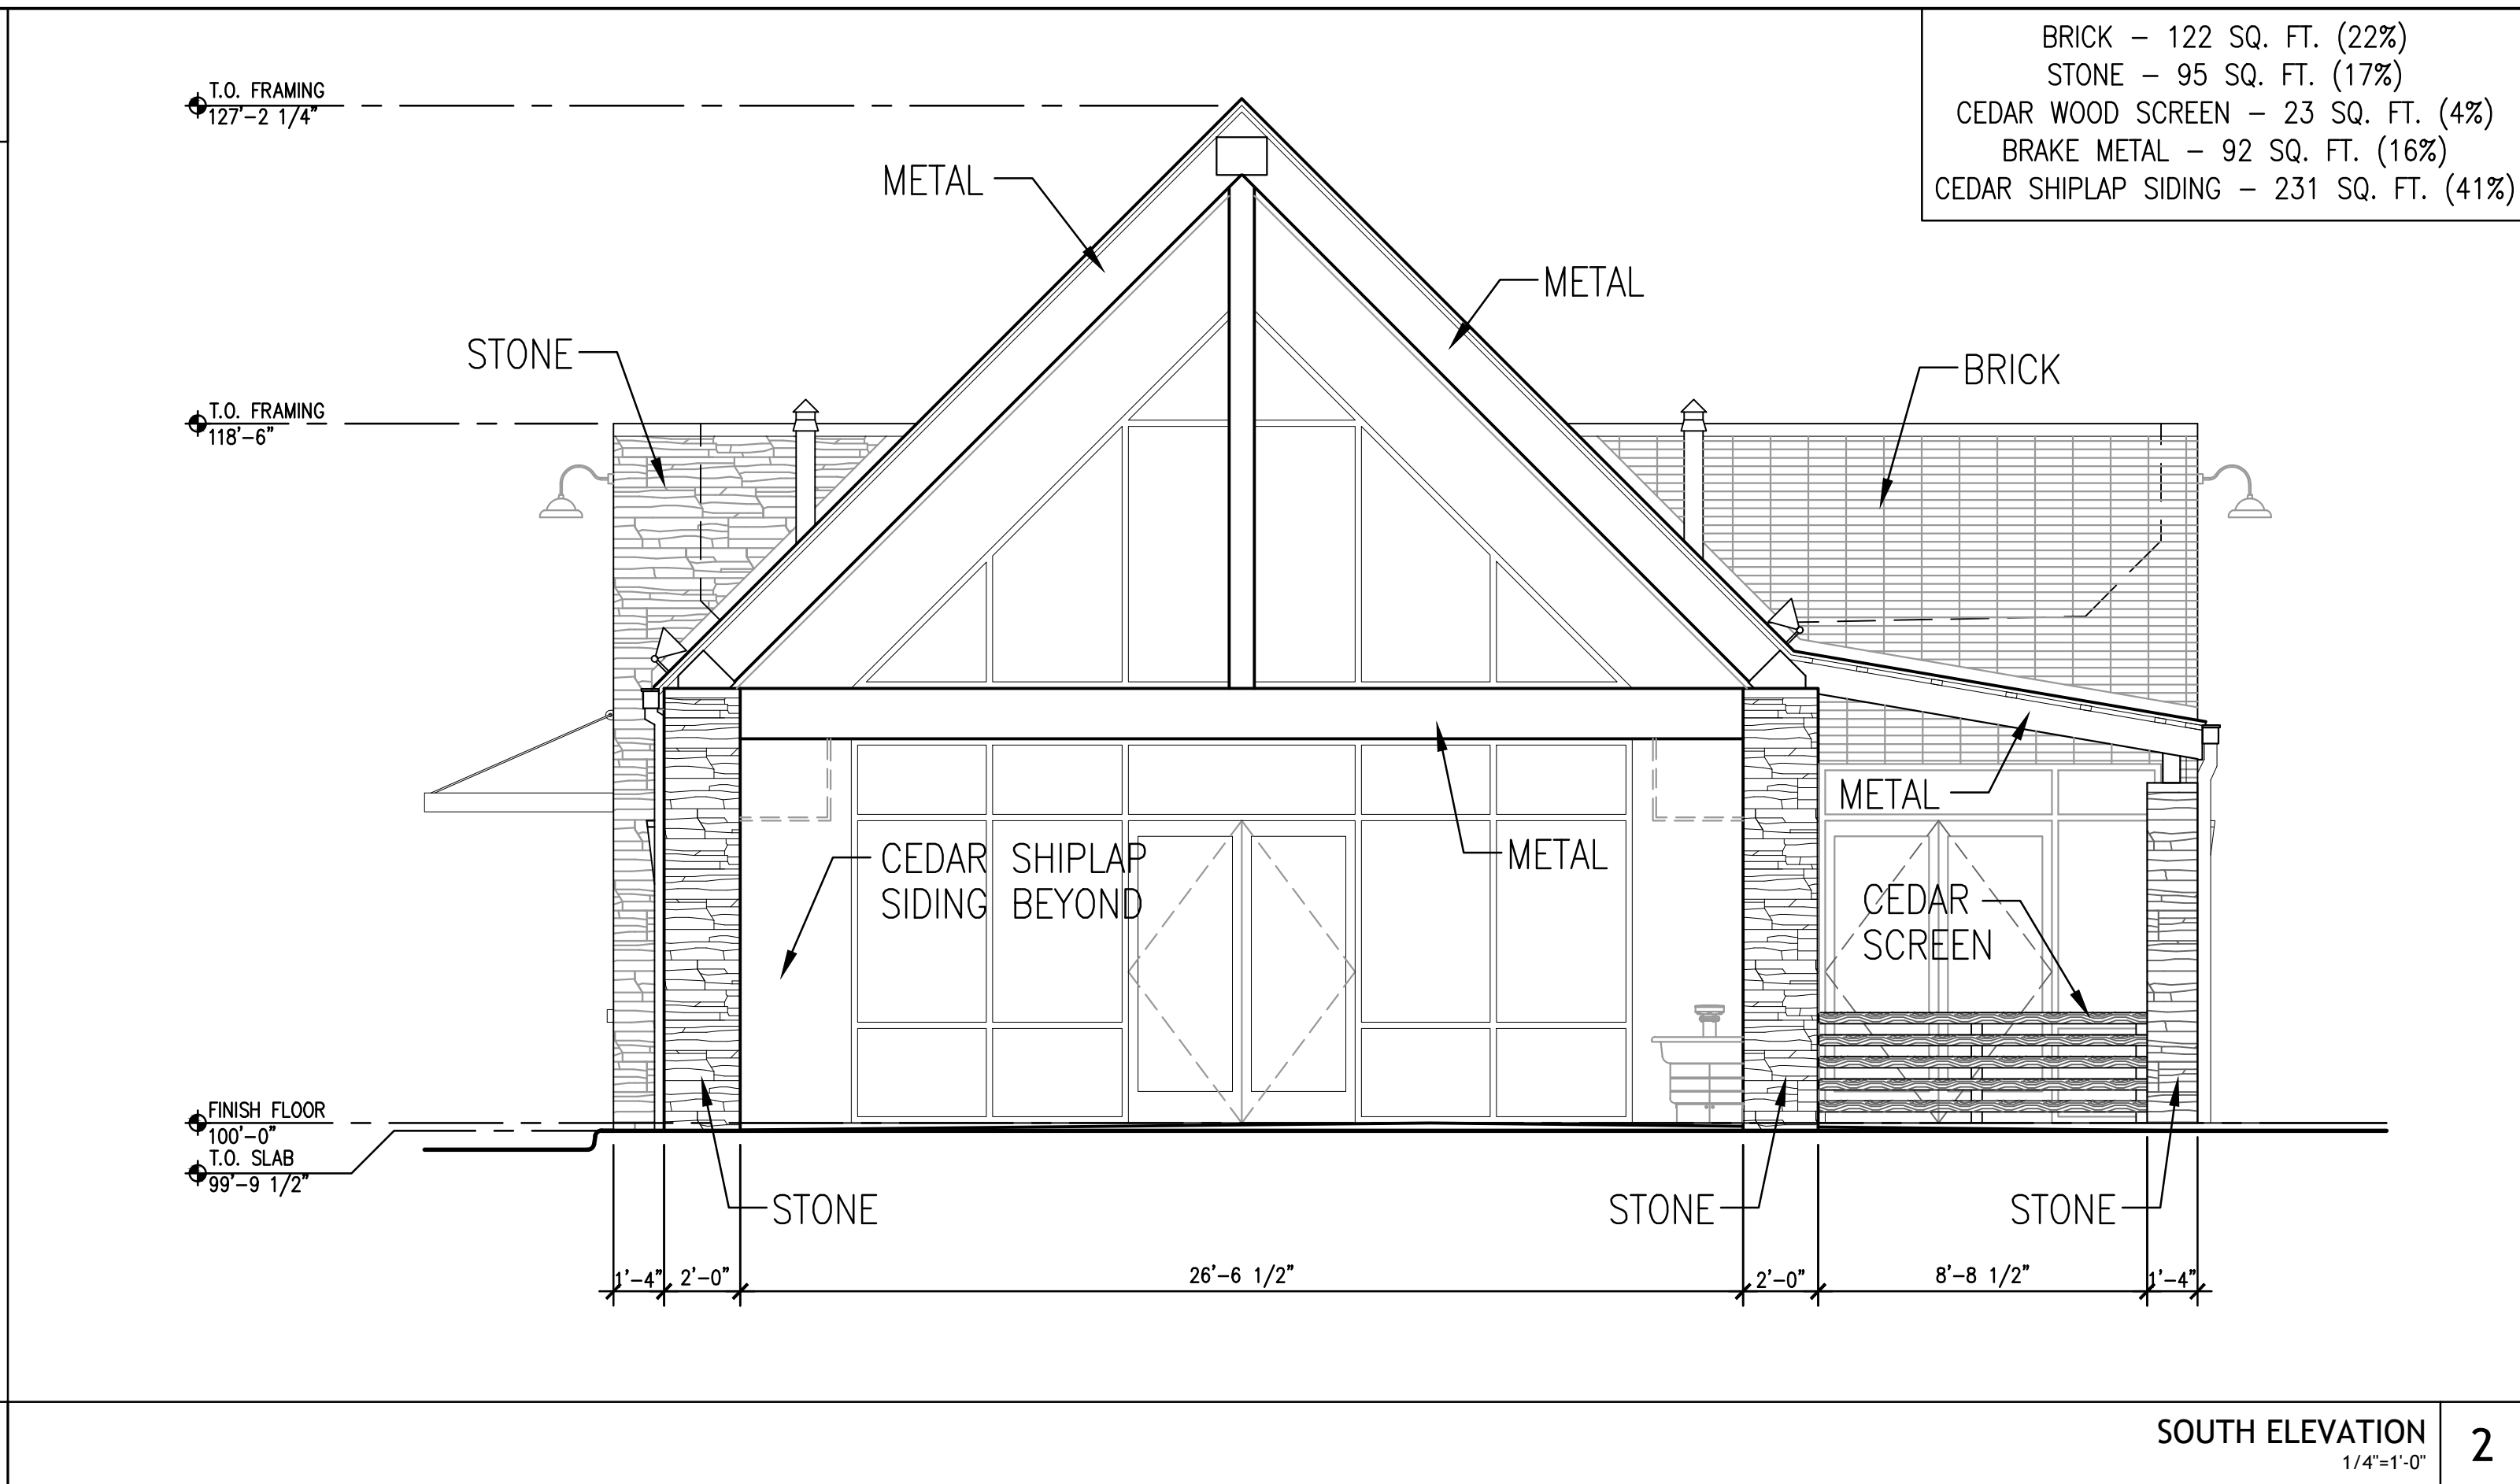 BRICK – 122 SQ. FT. (22%)
STONE – 95 SQ. FT. (17%)
CEDAR WOOD SCREEN – 23 SQ. FT. (4%)
BRAKE METAL – 92 SQ. FT. (16%)
CEDAR SHIPLAP SIDING – 231 SQ. FT. (41%)
T.O. FRAMING
127'-2 1/4"
METAL
METAL
STONE
BRICK
T.O. FRAMING
118'-6"
METAL
CEDAR SHIPLAP
SIDING BEYOND
METAL
CEDAR
SCREEN
FINISH FLOOR
100'-0"
T.O. SLAB
99'-9 1/2"
STONE
STONE
STONE
1'-4"
2'-0"
26'-6 1/2"
2'-0"
8'-8 1/2"
1'-4"
SOUTH ELEVATION
1/4"=1'-0"
2